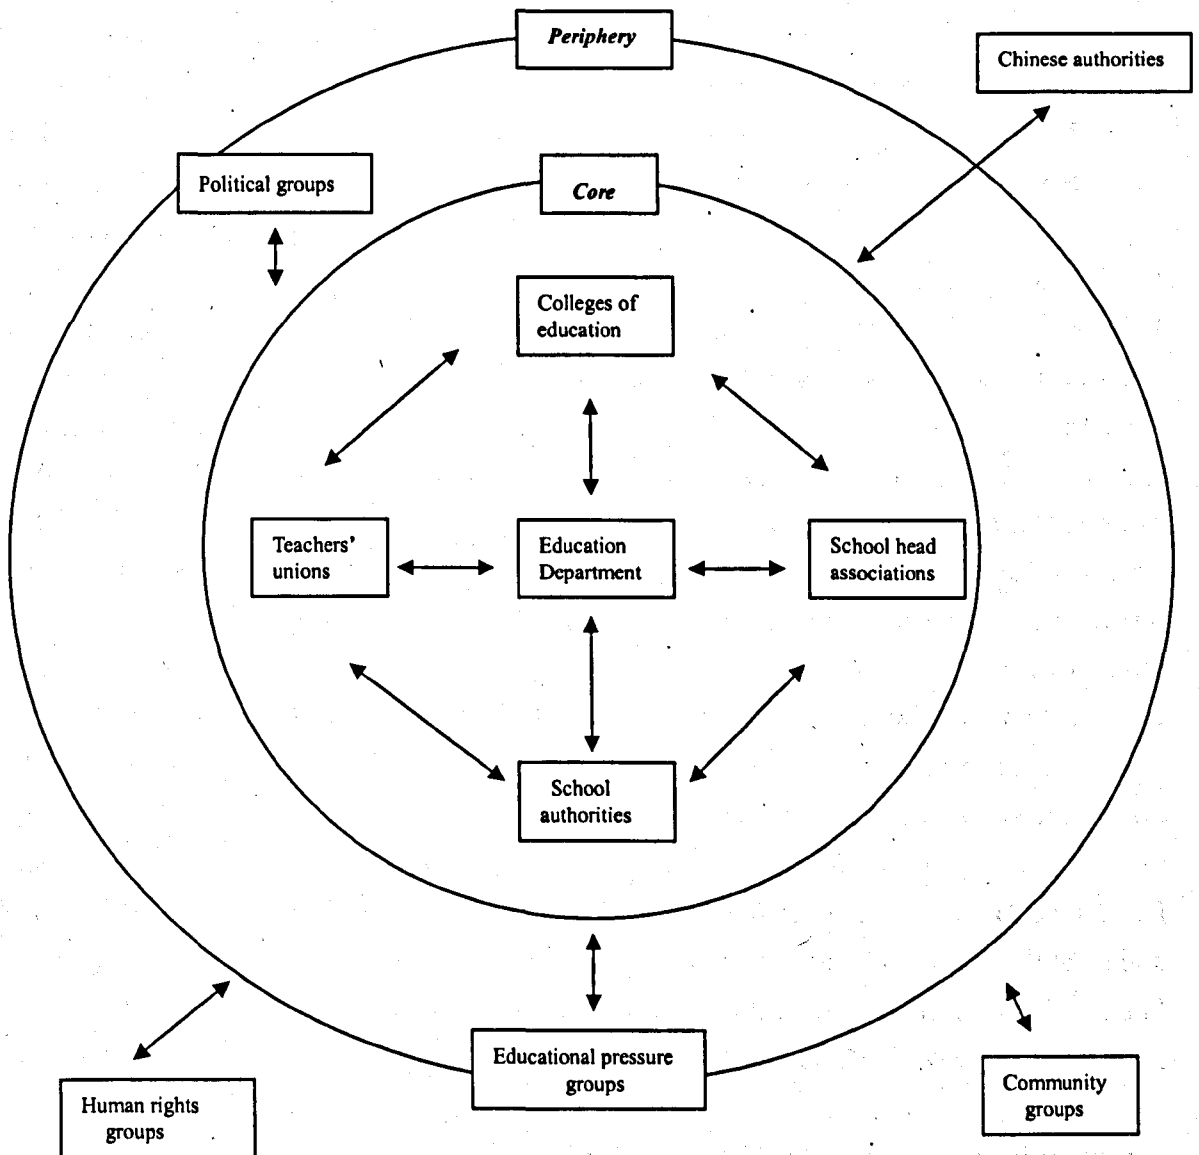 Periphery
Chinese authorities
Political groups
Core
Colleges of
education
Teachers'
unions
Education
Department
School head
associations
School
authorities
Educational pressure
groups
Human rights
groups
Community
groups